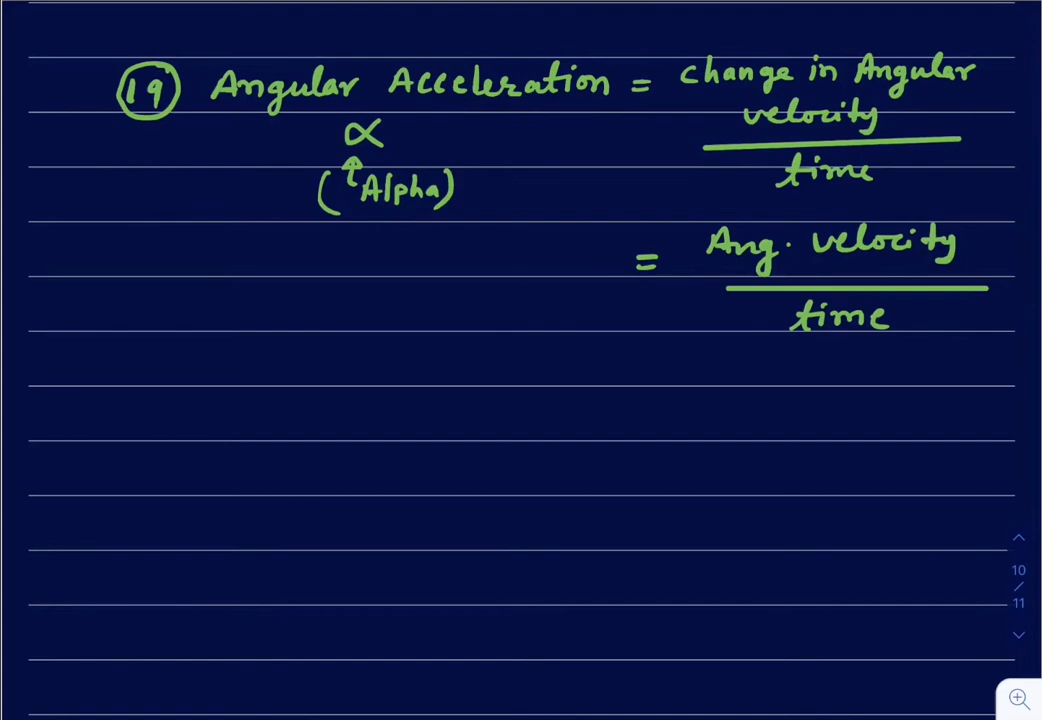 19 Angular Acceleration = change in Angular velocity
time
∝
(↑Alpha)
= Ang. velocity
time
10
/
11